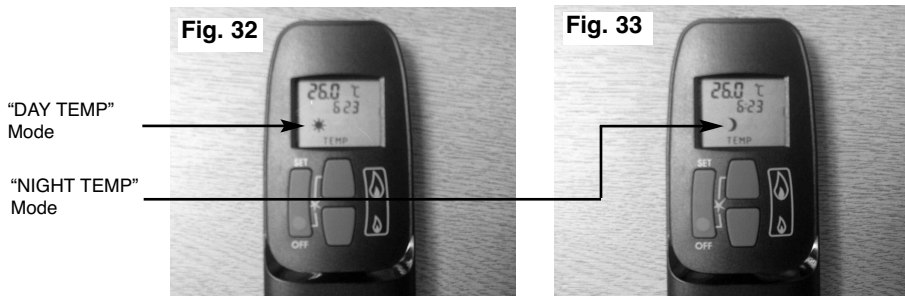 Fig. 32
Fig. 33
“DAY TEMP”
Mode
“NIGHT TEMP”
Mode
26.0 °C
6:23
TEMP
SET
OFF
26.0 °C
6:23
TEMP
SET
OFF